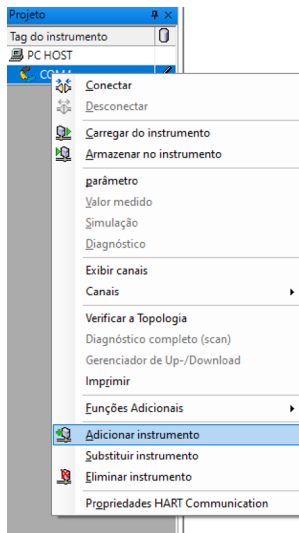 Projeto
Tag do instrumento
PC HOST
Conectar
Desconectar
Carregar do instrumento
Armazenar no instrumento
parâmetro
Valor medido
Simulação
Diagnóstico
Exibir canais
Canais
Verificar a Topologia
Diagnóstico completo (scan)
Gerenciador de Up-/Download
Imprimir
Funções Adicionais
Adicionar instrumento
Substituir instrumento
Eliminar instrumento
Propriedades HART Communication